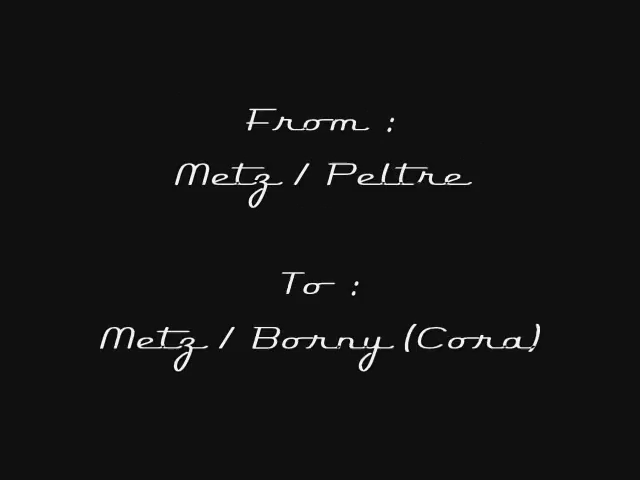 From :
Metz / Peltre
To :
Metz / Borny (Cora)